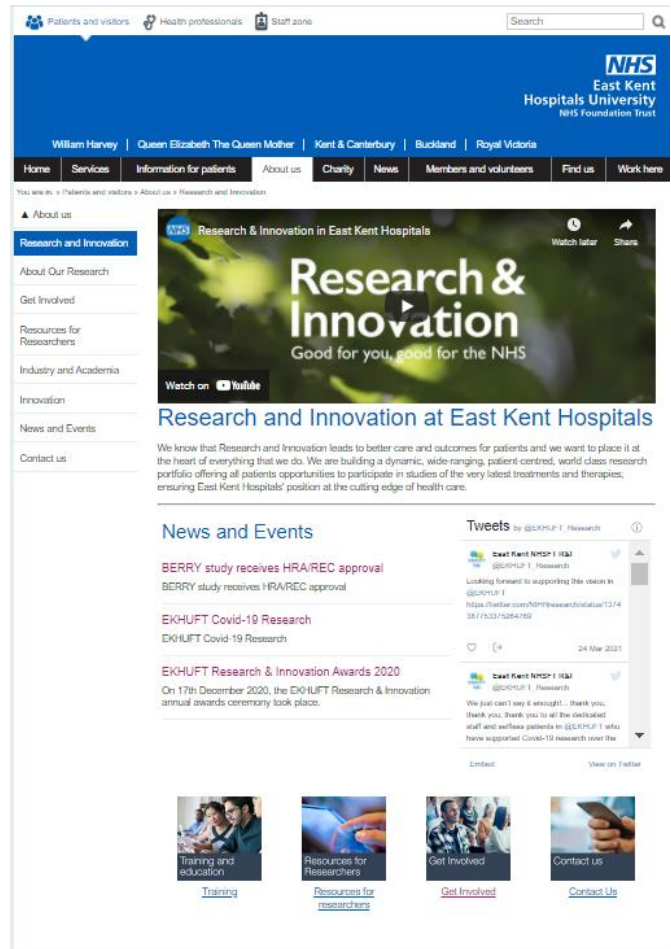 Patients and visitors Health professionals Staff zone Search
NHS
East Kent
Hospitals University
NHS Foundation Trust
William Harvey | Queen Elizabeth The Queen Mother | Kent & Canterbury | Buckland | Royal Victoria
Home Services Information for patients About us Charity News Members and volunteers Find us Work here
You are in: » Patients and visitors » About us » Research and Innovation
▲ About us
Research and Innovation
About Our Research
Get Involved
Resources for
Researchers
Industry and Academia
Innovation
News and Events
Contact us
Research & Innovation in East Kent Hospitals
Watch later Share
Research &
Innovation
Good for you, good for the NHS
Watch on YouTube
Research and Innovation at East Kent Hospitals
We know that Research and Innovation leads to better care and outcomes for patients and we want to place it at
the heart of everything that we do. We are building a dynamic, wide-ranging, patient-centred, world class research
portfolio offering all patients opportunities to participate in studies of the very latest treatments and therapies,
ensuring East Kent Hospitals' position at the cutting edge of health care.
News and Events
BERRY study receives HRA/REC approval
BERRY study receives HRA/REC approval
EKHUFT Covid-19 Research
EKHUFT Covid-19 Research
EKHUFT Research & Innovation Awards 2020
On 17th December 2020, the EKHUFT Research & Innovation
annual awards ceremony took place.
Tweets by @EKHUFT_Research
East Kent NHSFT R&I
@EKHUFT_Research
Looking forward to supporting this vision in
@EKHUFT
https://twitter.com/NIHRresearch/status/1374
387753375264769
24 Mar 2021
East Kent NHSFT R&I
@EKHUFT_Research
We just can't say it enough!... thank you,
thank you, thank you to all the dedicated
staff and selfless patients in @EKHUFT who
have supported Covid-19 research over the
Embed View on Twitter
Training and
education
Resources for
Researchers
Get Involved
Contact us
Training
Resources for
researchers
Get Involved
Contact Us